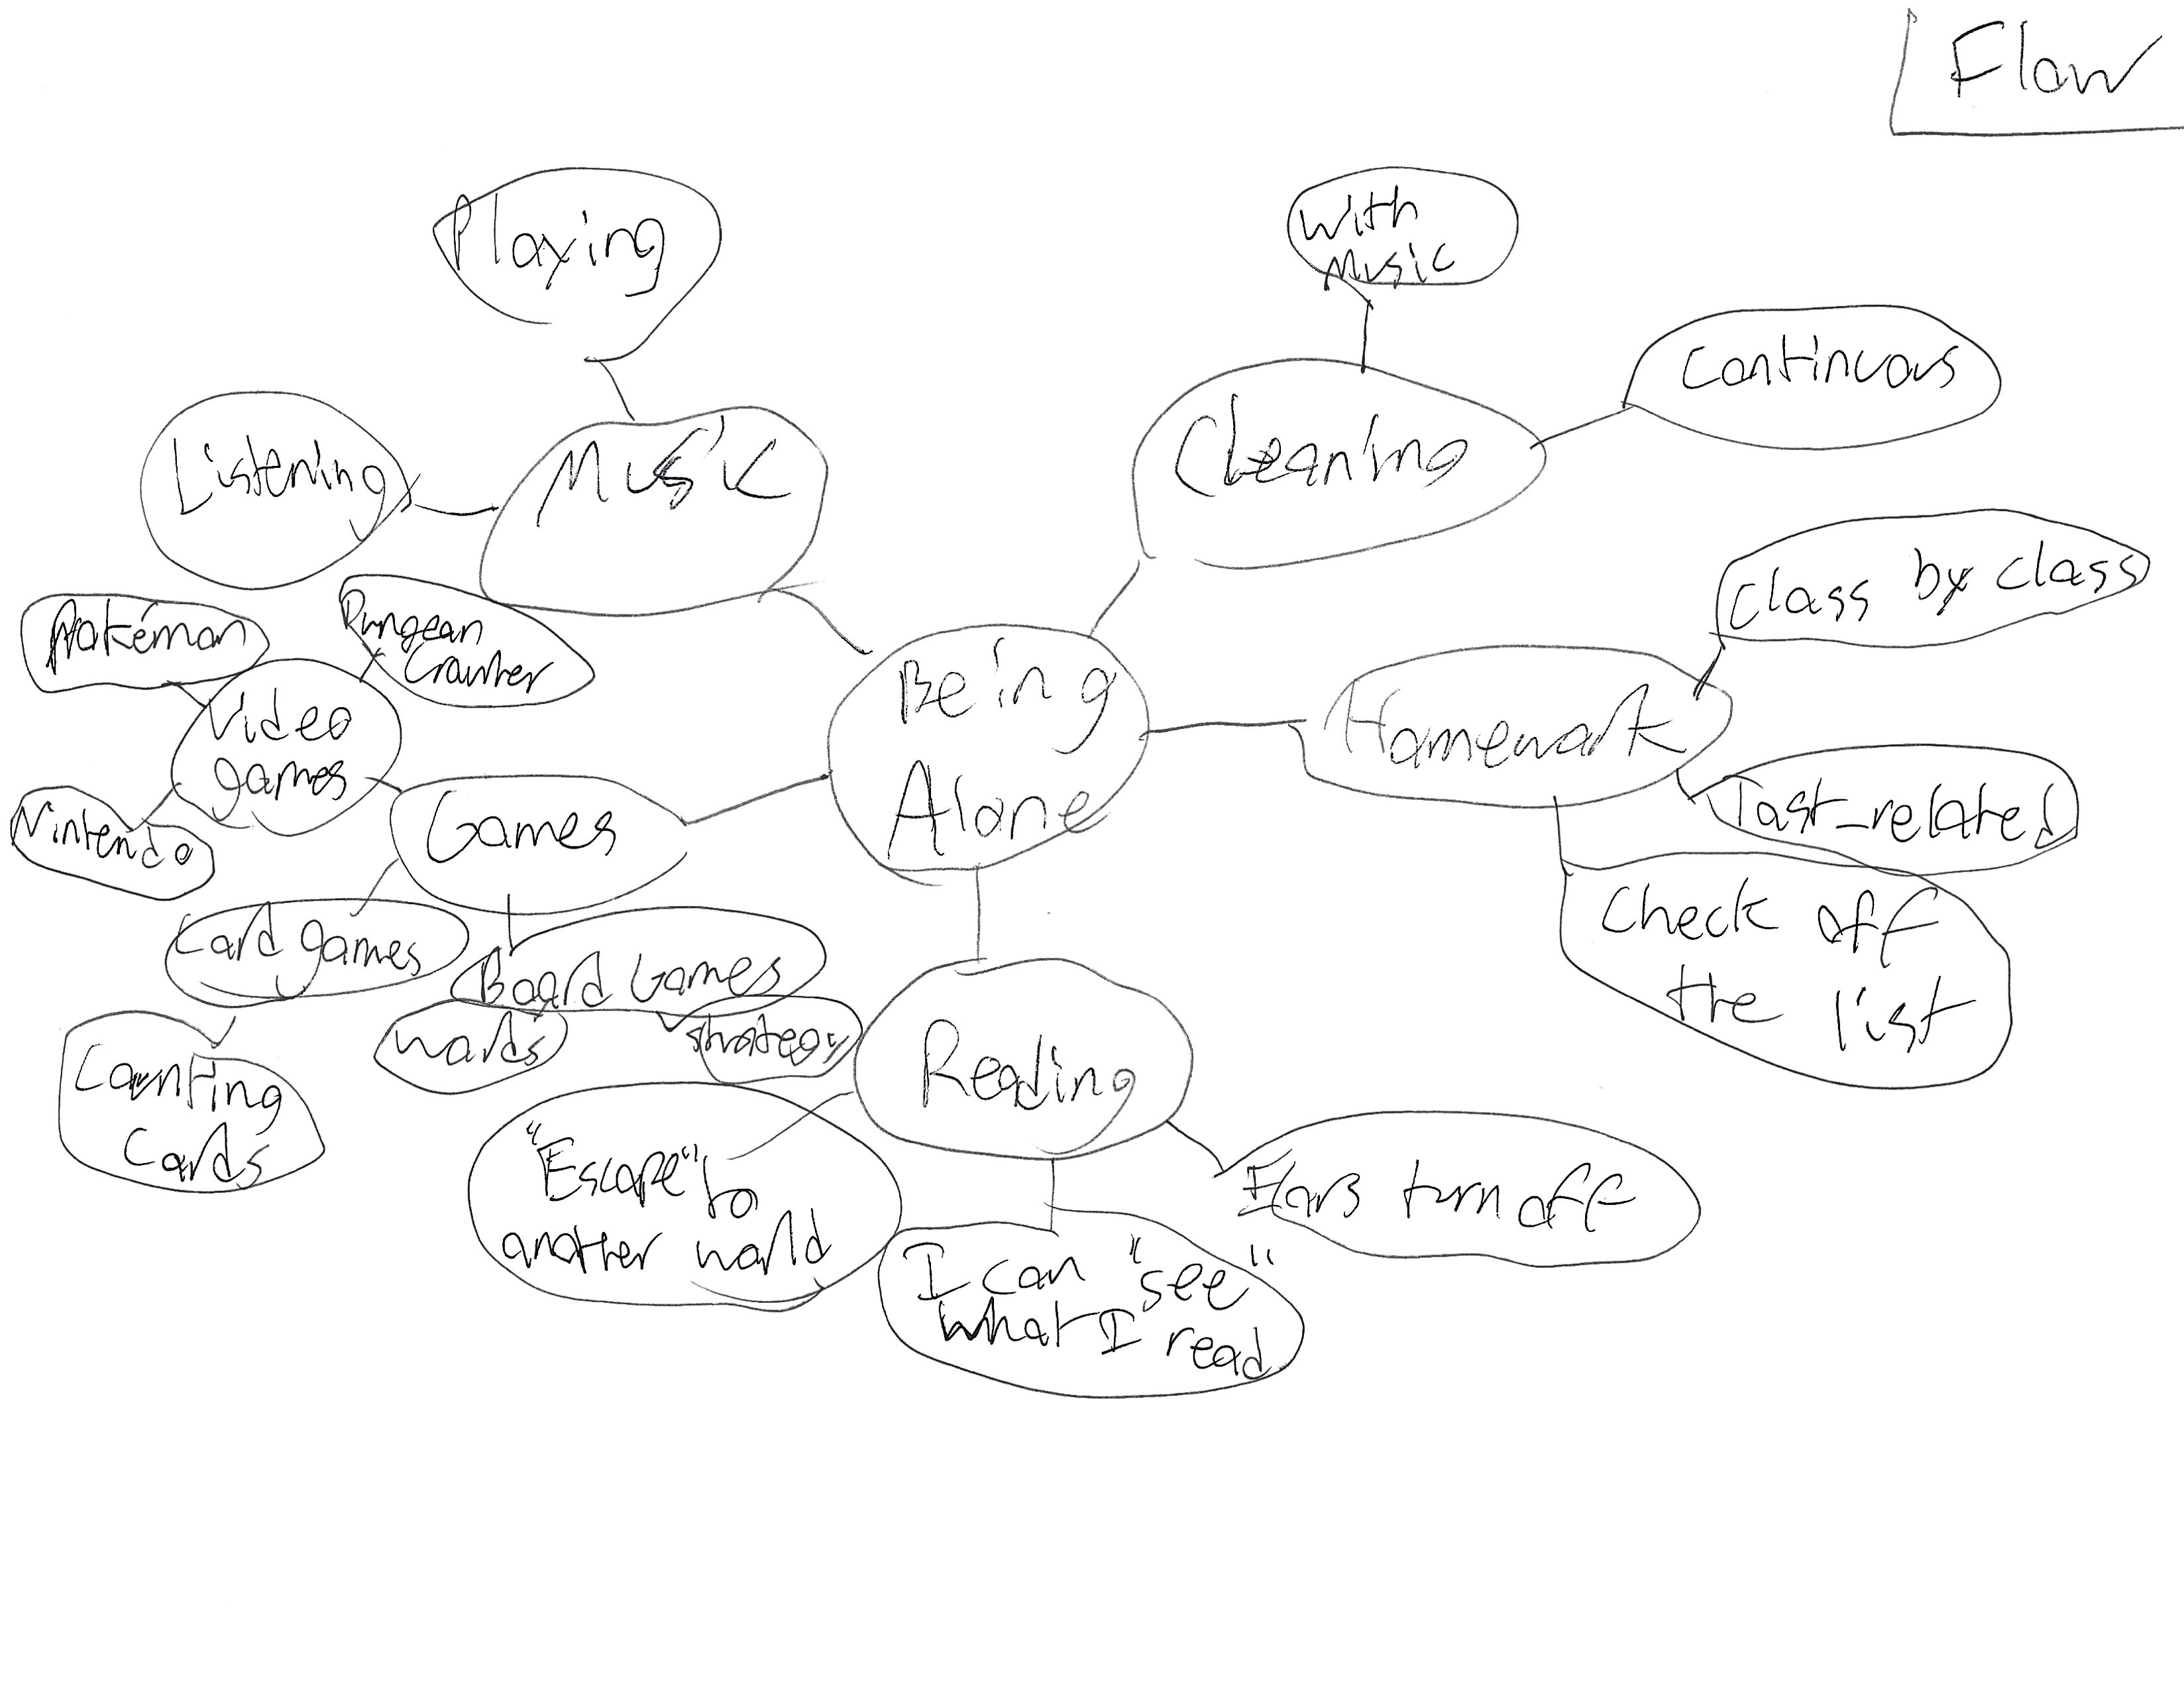 Flow
Playing
With
Music
Continuous
Listening
Music
Cleaning
Class by class
Pokémon
Dungeon
Crawler
Being
Alone
Homework
Video
games
Nintendo
Games
Task-related
Check off
the list
Card games
Board Games
Words
Strategy
Reading
Counting
Cards
"Escape" to
another world
I can "see"
what I read
Ears turn off